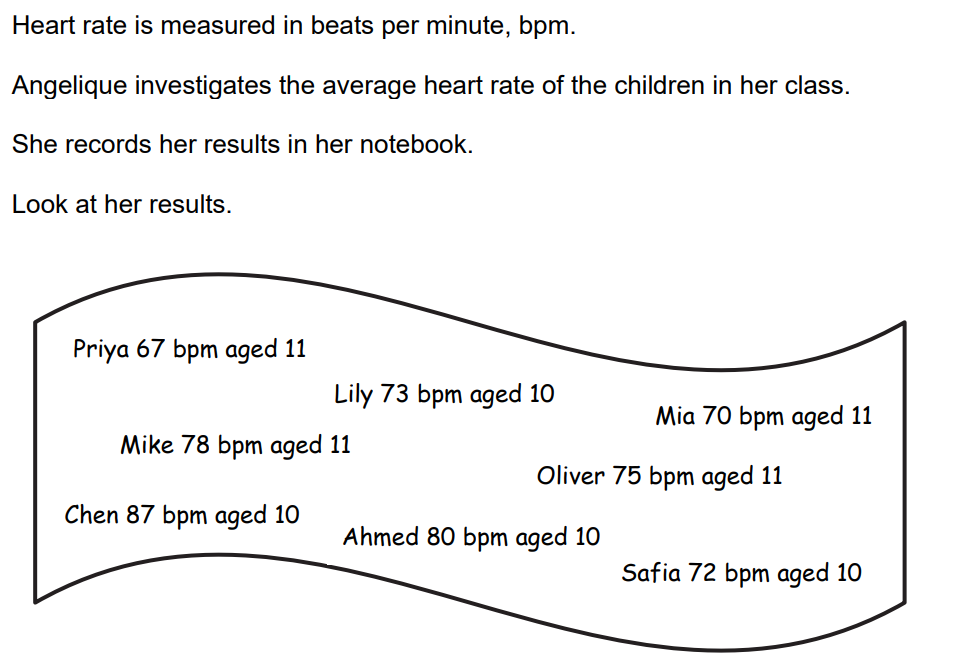 Heart rate is measured in beats per minute, bpm.
Angelique investigates the average heart rate of the children in her class.
She records her results in her notebook.
Look at her results.
Priya 67 bpm aged 11
Lily 73 bpm aged 10
Mia 70 bpm aged 11
Mike 78 bpm aged 11
Oliver 75 bpm aged 11
Chen 87 bpm aged 10
Ahmed 80 bpm aged 10
Safia 72 bpm aged 10